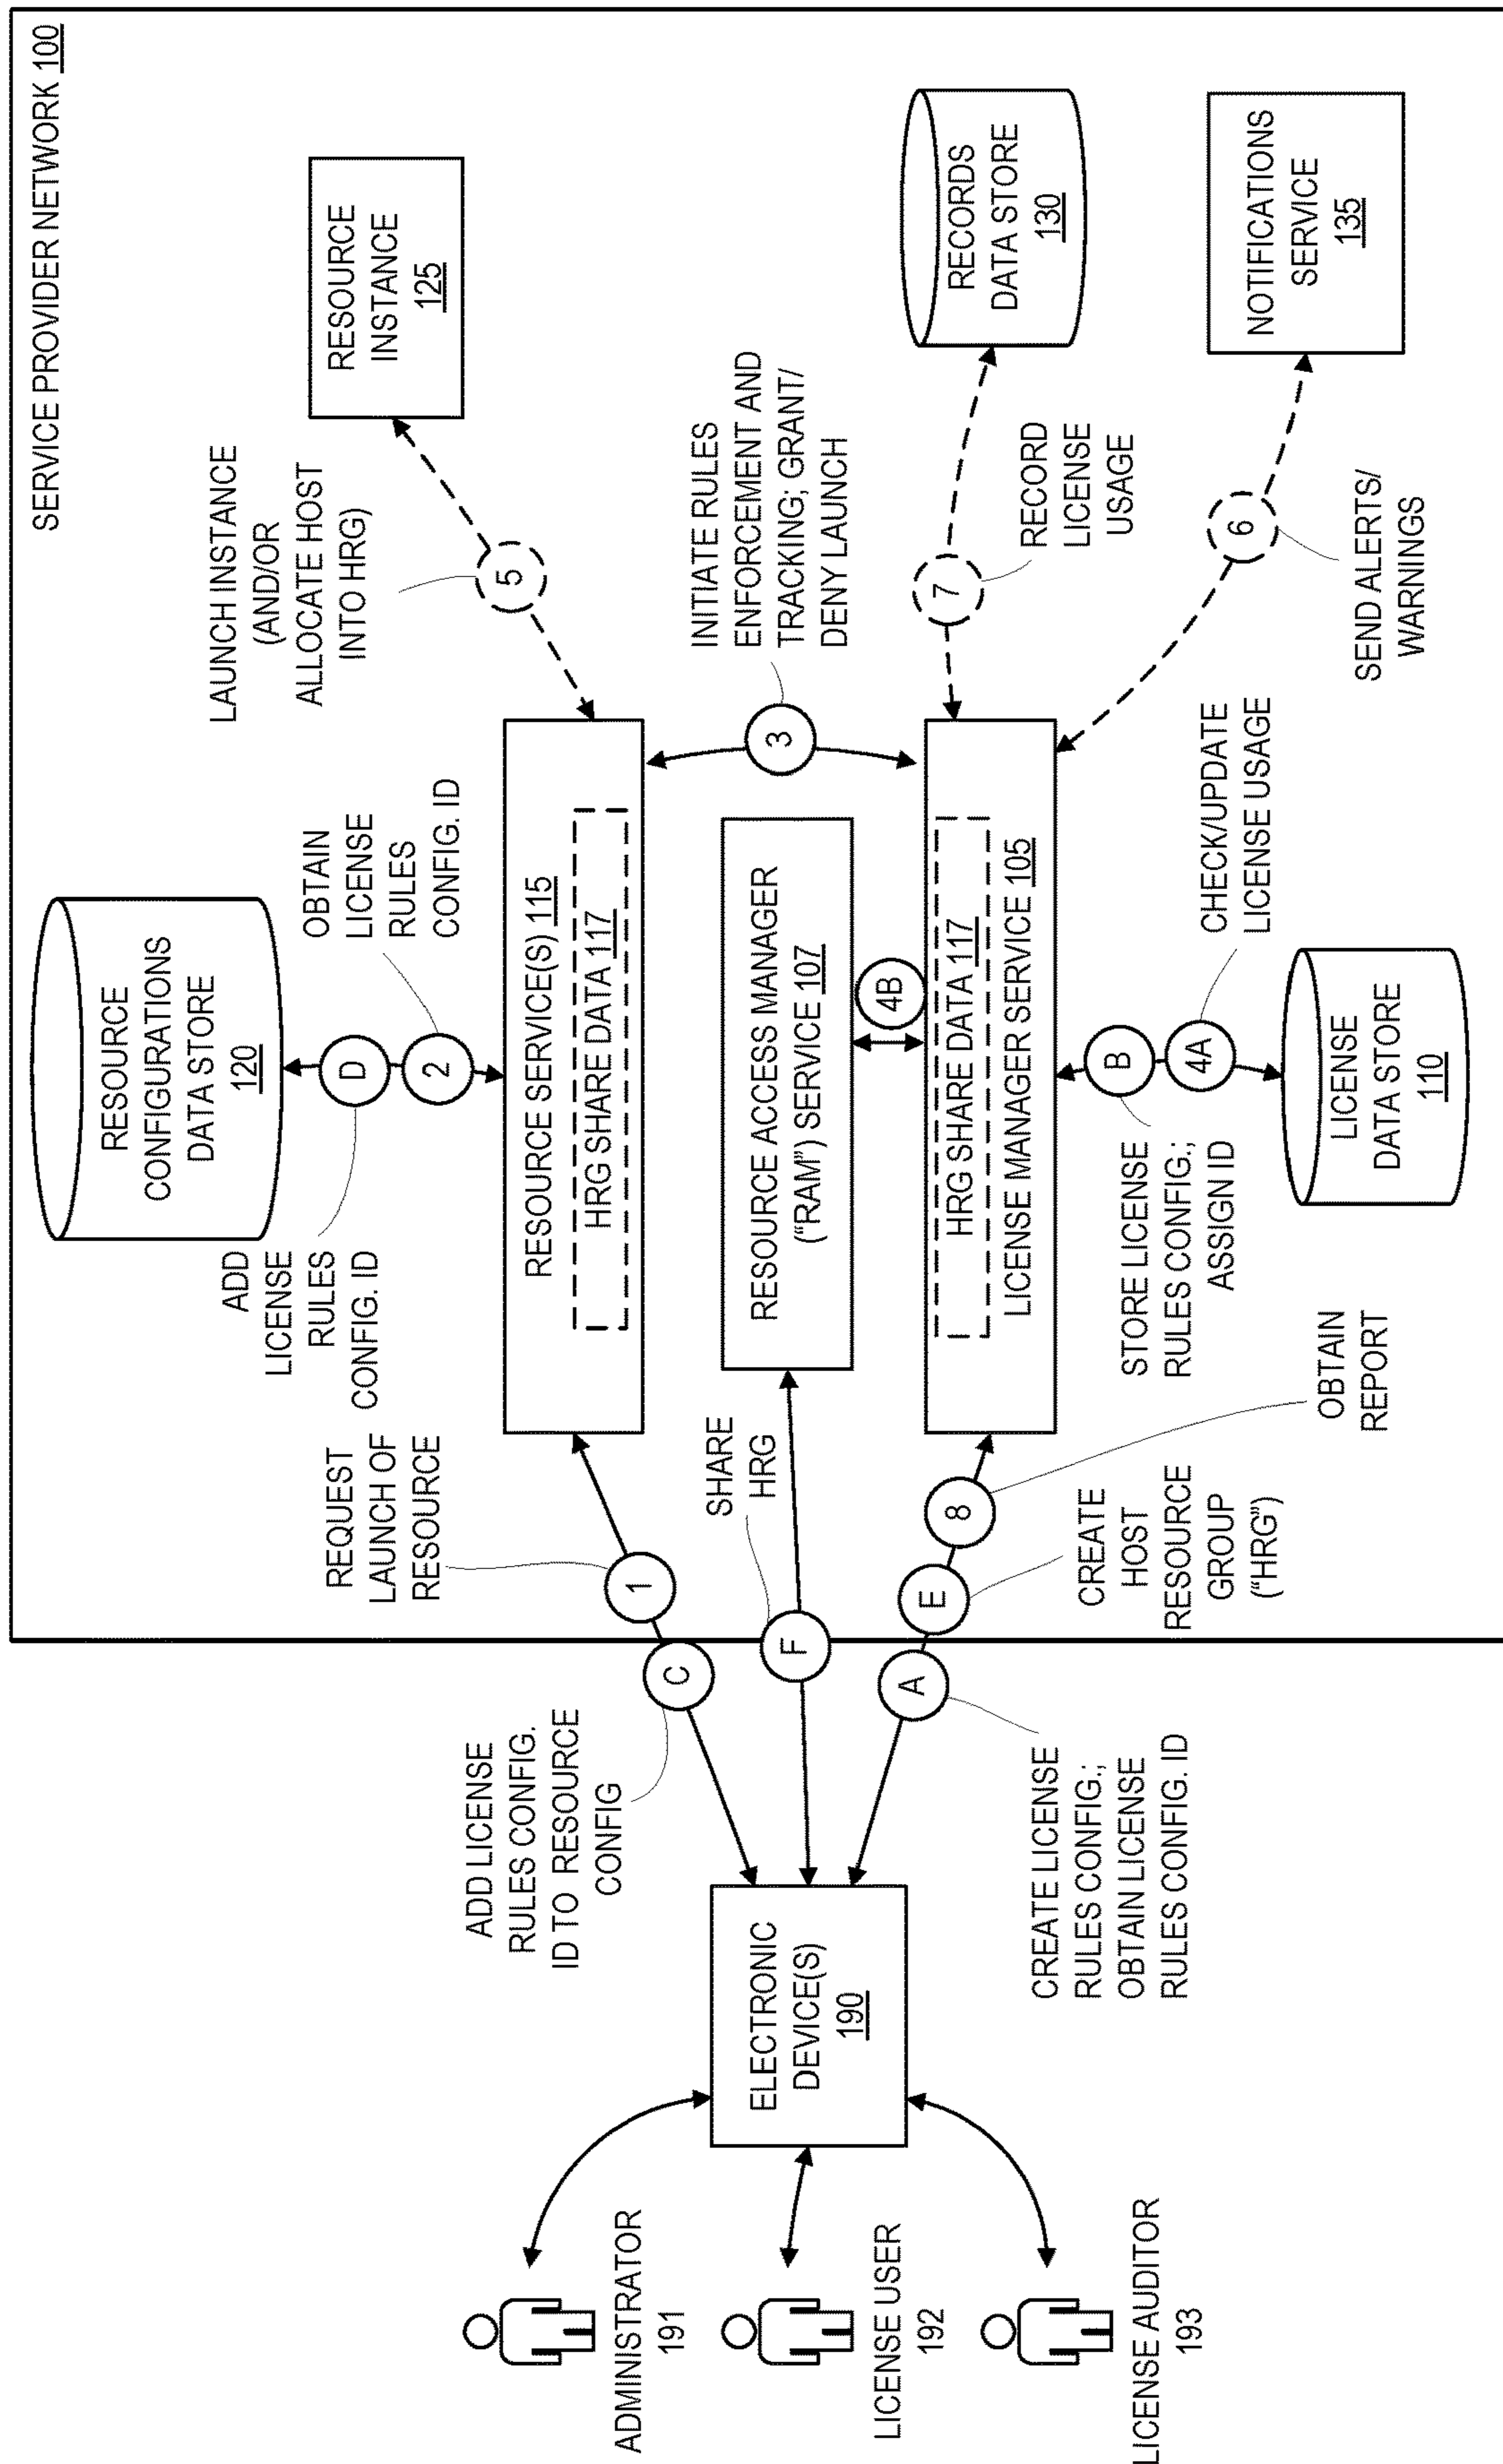 SERVICE PROVIDER NETWORK 100
RESOURCE
CONFIGURATIONS
DATA STORE
120
ADD
LICENSE
RULES
CONFIG. ID
D
2
OBTAIN
LICENSE
RULES
CONFIG. ID
LAUNCH INSTANCE
(AND/OR
ALLOCATE HOST
INTO HRG)
5
RESOURCE
INSTANCE
125
REQUEST
LAUNCH OF
RESOURCE
1
C
ADD LICENSE
RULES CONFIG.
ID TO RESOURCE
CONFIG
RESOURCE SERVICE(S) 115
HRG SHARE DATA 117
INITIATE RULES
ENFORCEMENT AND
TRACKING; GRANT/
DENY LAUNCH
3
ADMINISTRATOR
191
LICENSE USER
192
LICENSE AUDITOR
193
ELECTRONIC
DEVICE(S)
190
SHARE
HRG
F
RESOURCE ACCESS MANAGER
("RAM") SERVICE 107
4B
RECORDS
DATA STORE
130
7
RECORD
LICENSE
USAGE
HRG SHARE DATA 117
LICENSE MANAGER SERVICE 105
A
E
8
CREATE LICENSE
RULES CONFIG.;
OBTAIN LICENSE
RULES CONFIG. ID
CREATE
HOST
RESOURCE
GROUP
("HRG")
OBTAIN
REPORT
STORE LICENSE
RULES CONFIG.;
ASSIGN ID
B
4A
CHECK/UPDATE
LICENSE USAGE
LICENSE
DATA STORE
110
6
SEND ALERTS/
WARNINGS
NOTIFICATIONS
SERVICE
135